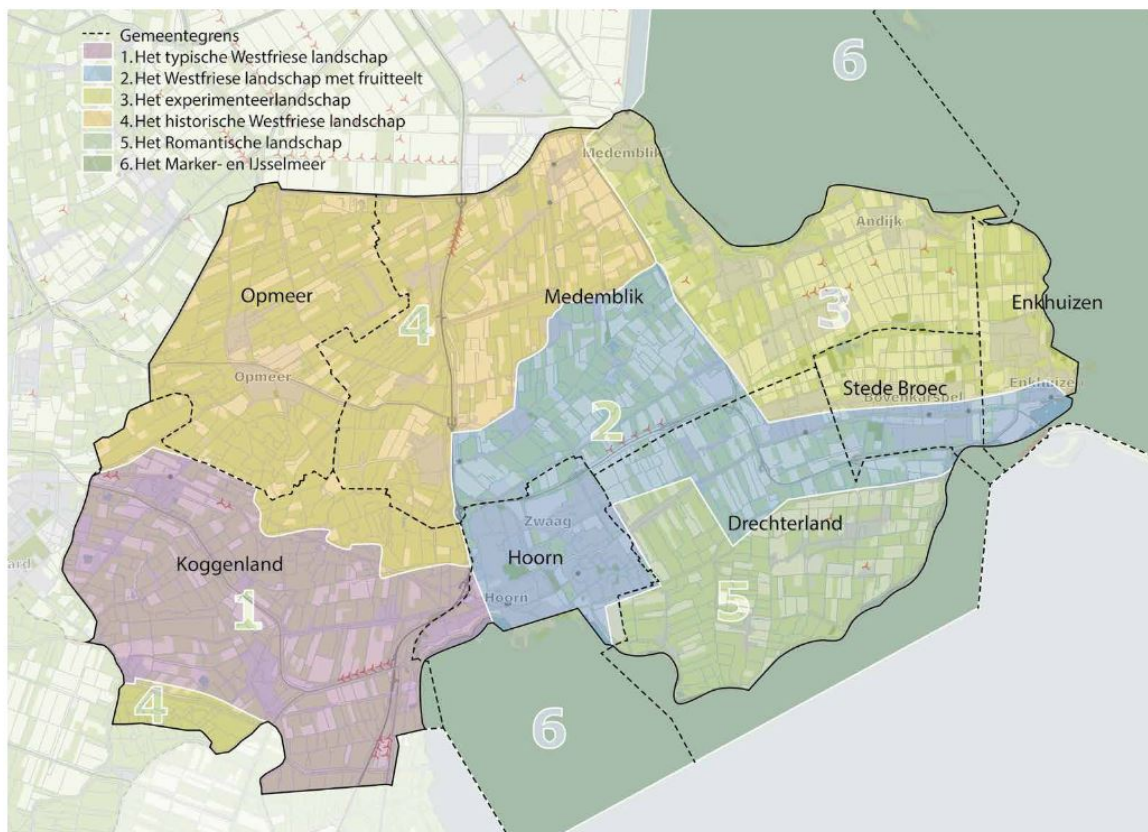 Gemeentegrens
1. Het typische Westfriese landschap
2. Het Westfriese landschap met fruitteelt
3. Het experimenteerlandschap
4. Het historische Westfriese landschap
5. Het Romantische landschap
6. Het Marker- en IJsselmeer
6
Medemblik
Andijk
Opmeer
Medemblik
Enkhuizen
3
4
Opmeer
Stede Broec
Enkhuizen
Bovenkarspel
2
Zwaag
Drechterland
Hoorn
Koggenland
Hoorn
1
5
4
6